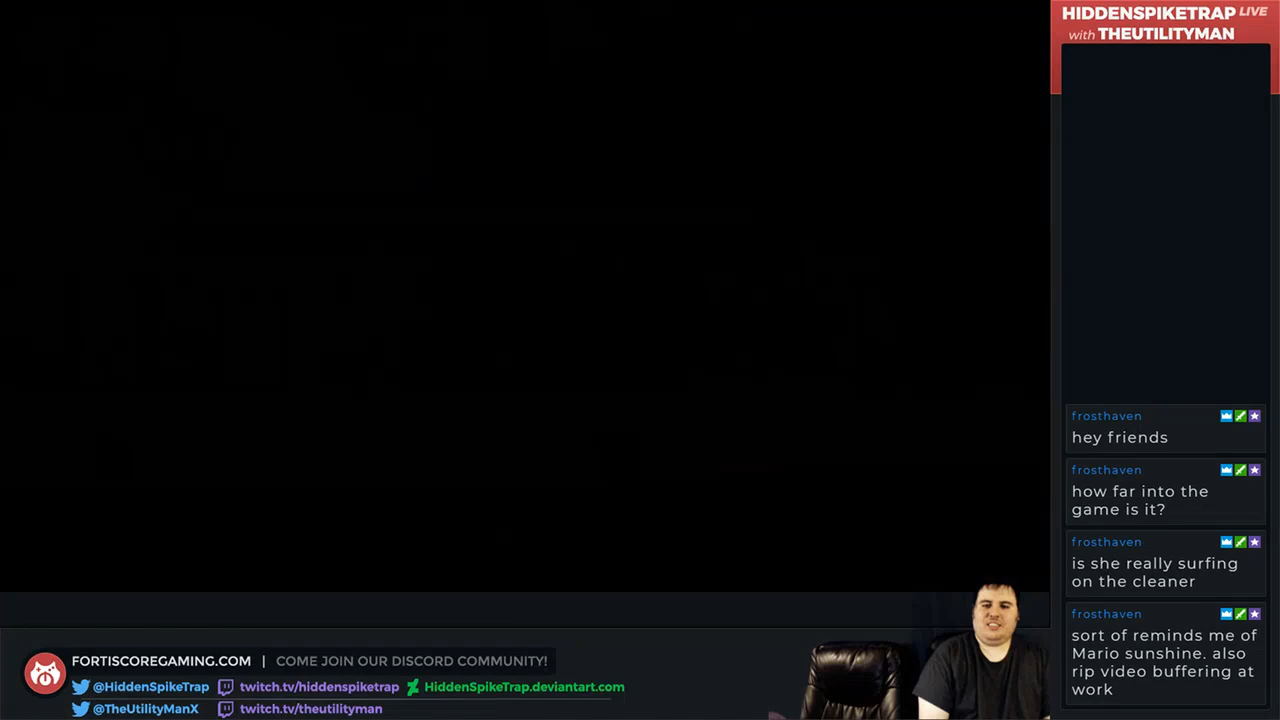 HIDDENSPIKETRAP LIVE
with THEUTILITYMAN
frosthaven
hey friends
frosthaven
how far into the
game is it?
frosthaven
is she really surfing
on the cleaner
frosthaven
sort of reminds me of
Mario sunshine. also
rip video buffering at
work
FORTISCOREGAMING.COM | COME JOIN OUR DISCORD COMMUNITY!
@HiddenSpikeTrap twitch.tv/hiddenspiketrap HiddenSpikeTrap.deviantart.com
@TheUtilityManX twitch.tv/theutilityman